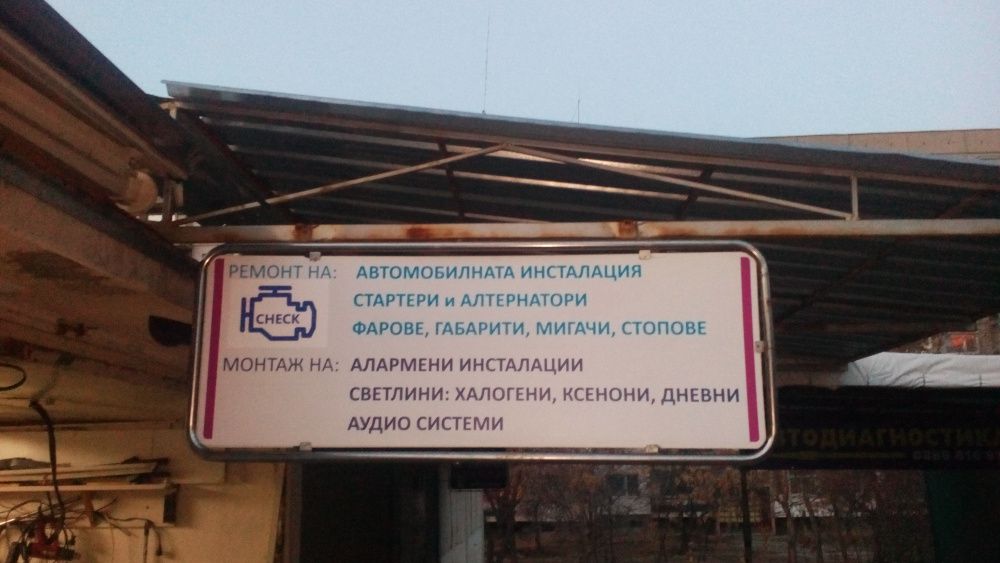 РЕМОНТ НА: АВТОМОБИЛНАТА ИНСТАЛАЦИЯ
CHECK
СТАРТЕРИ и АЛТЕРНАТОРИ
ФАРОВЕ, ГАБАРИТИ, МИГАЧИ, СТОПОВЕ
МОНТАЖ НА: АЛАРМЕНИ ИНСТАЛАЦИИ
СВЕТЛИНИ: ХАЛОГЕНИ, КСЕНОНИ, ДНЕВНИ
АУДИО СИСТЕМИ
ТОДИАГНОСТИКА